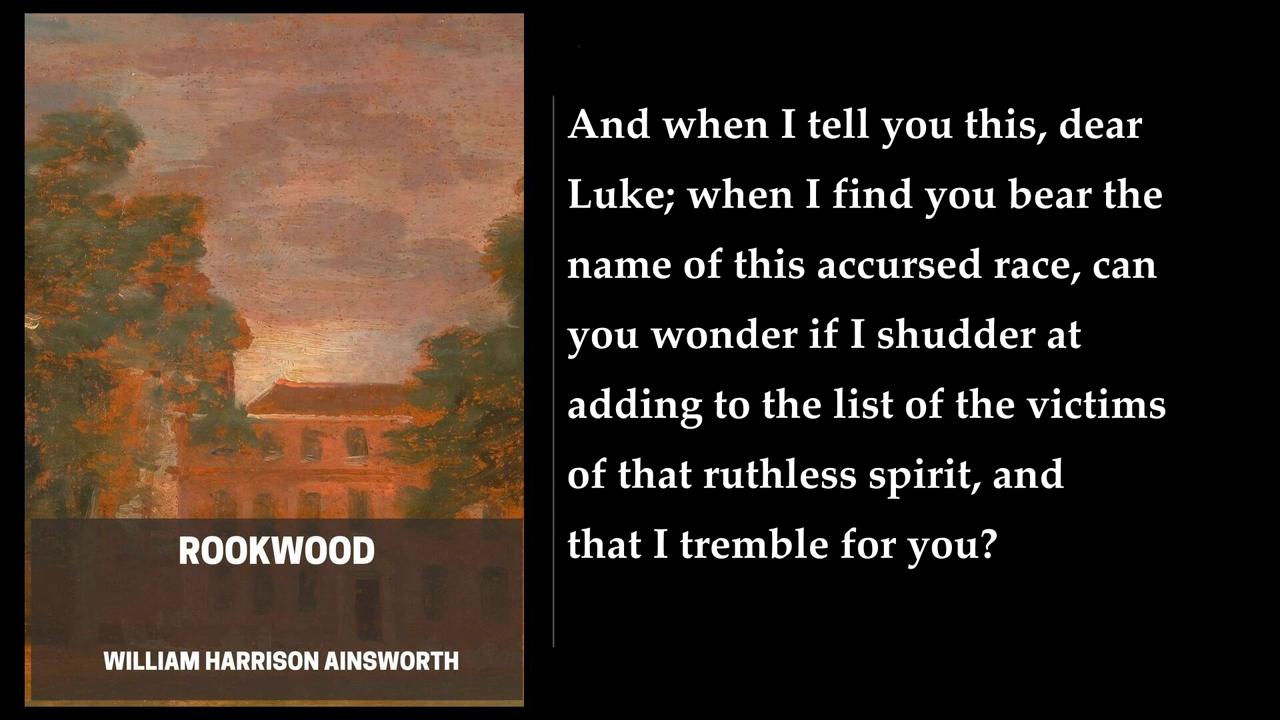 ROOKWOOD
WILLIAM HARRISON AINSWORTH
And when I tell you this, dear
Luke; when I find you bear the
name of this accursed race, can
you wonder if I shudder at
adding to the list of the victims
of that ruthless spirit, and
that I tremble for you?